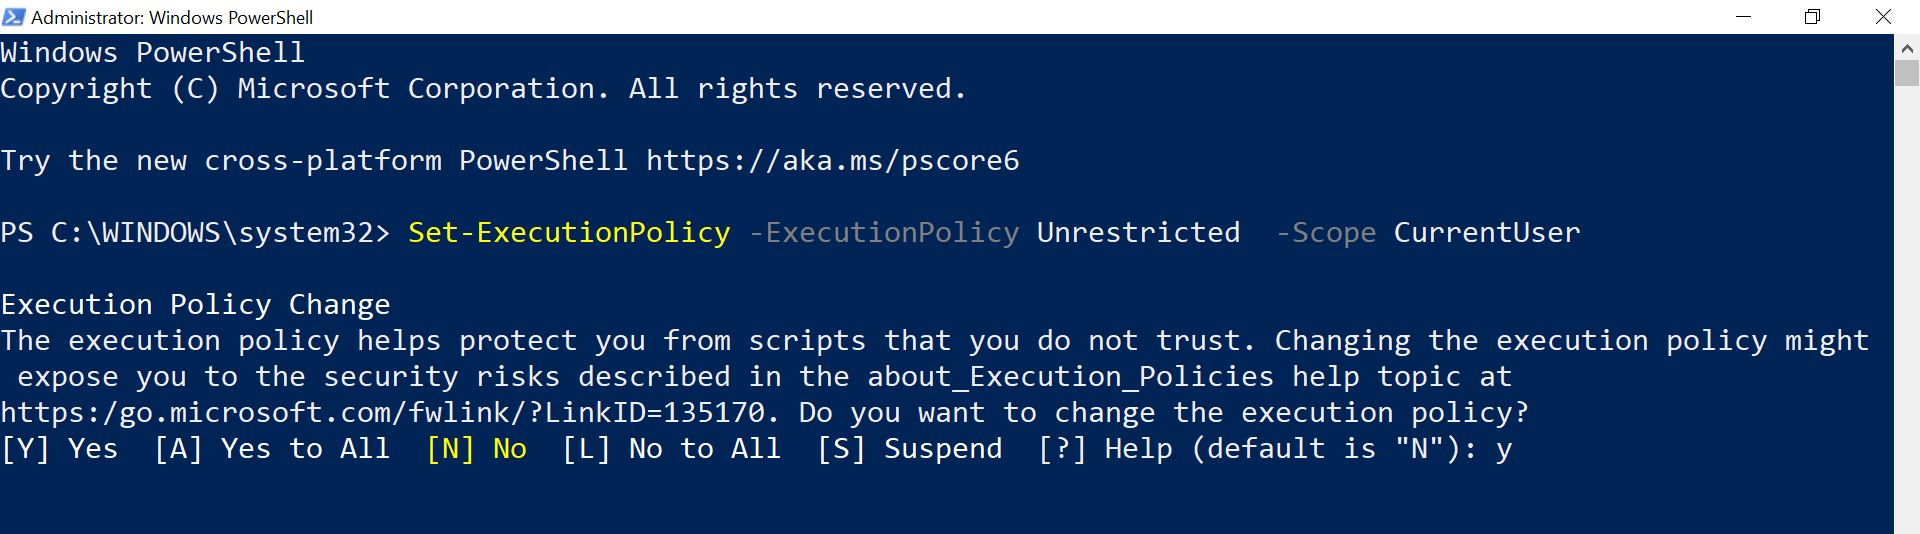 Administrator: Windows PowerShell
Windows PowerShell
Copyright (C) Microsoft Corporation. All rights reserved.
Try the new cross-platform PowerShell https://aka.ms/pscore6
PS C:\WINDOWS\system32> Set-ExecutionPolicy -ExecutionPolicy Unrestricted  -Scope CurrentUser
Execution Policy Change
The execution policy helps protect you from scripts that you do not trust. Changing the execution policy might
 expose you to the security risks described in the about_Execution_Policies help topic at
https:/go.microsoft.com/fwlink/?LinkID=135170. Do you want to change the execution policy?
[Y] Yes  [A] Yes to All  [N] No  [L] No to All  [S] Suspend  [?] Help (default is "N"): y